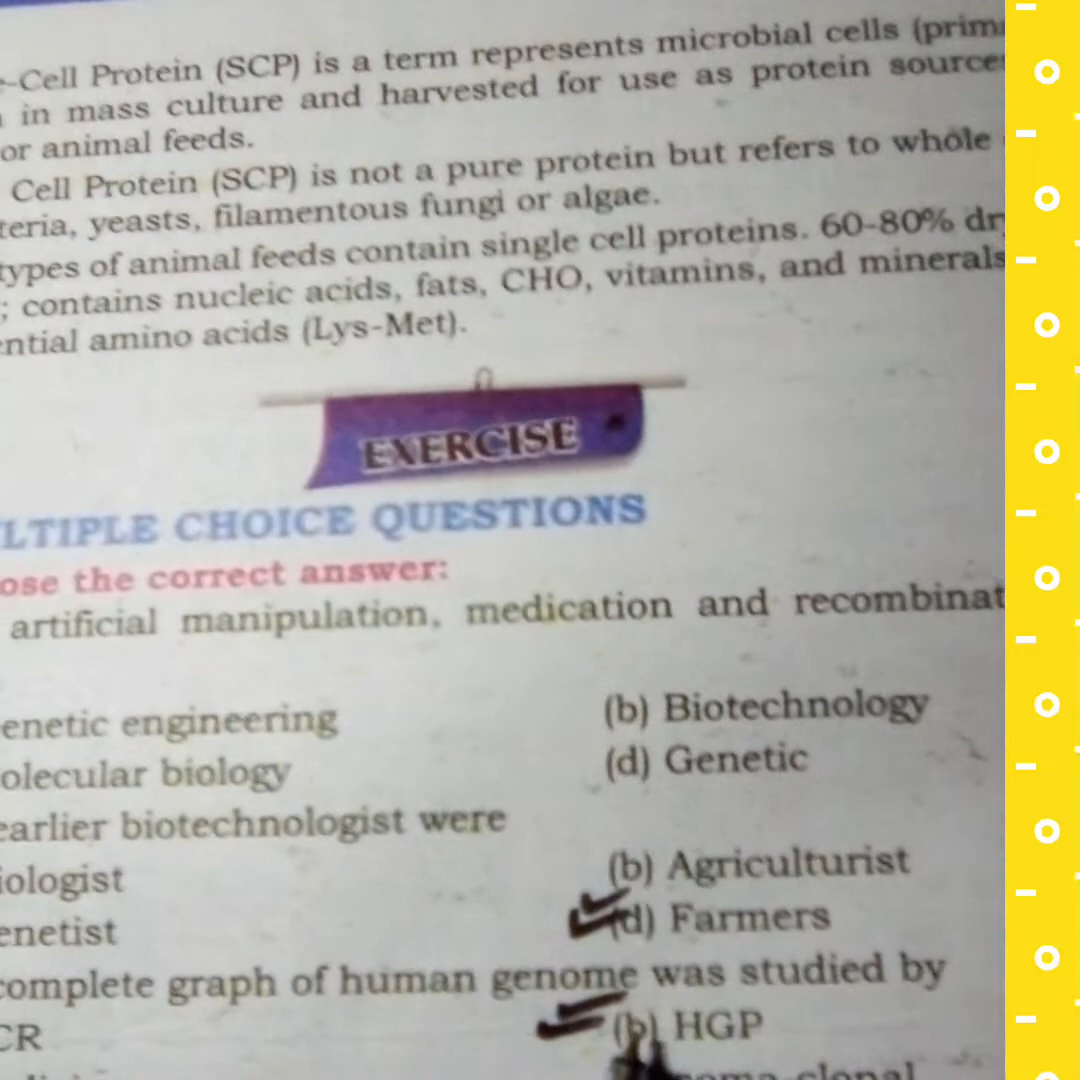 -Cell Protein (SCP) is a term represents microbial cells (prim
in mass culture and harvested for use as protein source
or animal feeds.
Cell Protein (SCP) is not a pure protein but refers to whole
teria, yeasts, filamentous fungi or algae.
types of animal feeds contain single cell proteins. 60-80% dr
; contains nucleic acids, fats, CHO, vitamins, and minerals
ential amino acids (Lys-Met).
EXERCISE
LTIPLE CHOICE QUESTIONS
ose the correct answer:
artificial manipulation, medication and recombinat
enetic engineering (b) Biotechnology
olecular biology (d) Genetic
earlier biotechnologist were
iologist (b) Agriculturist
enetist (d) Farmers
complete graph of human genome was studied by
CR (b) HGP
clonal